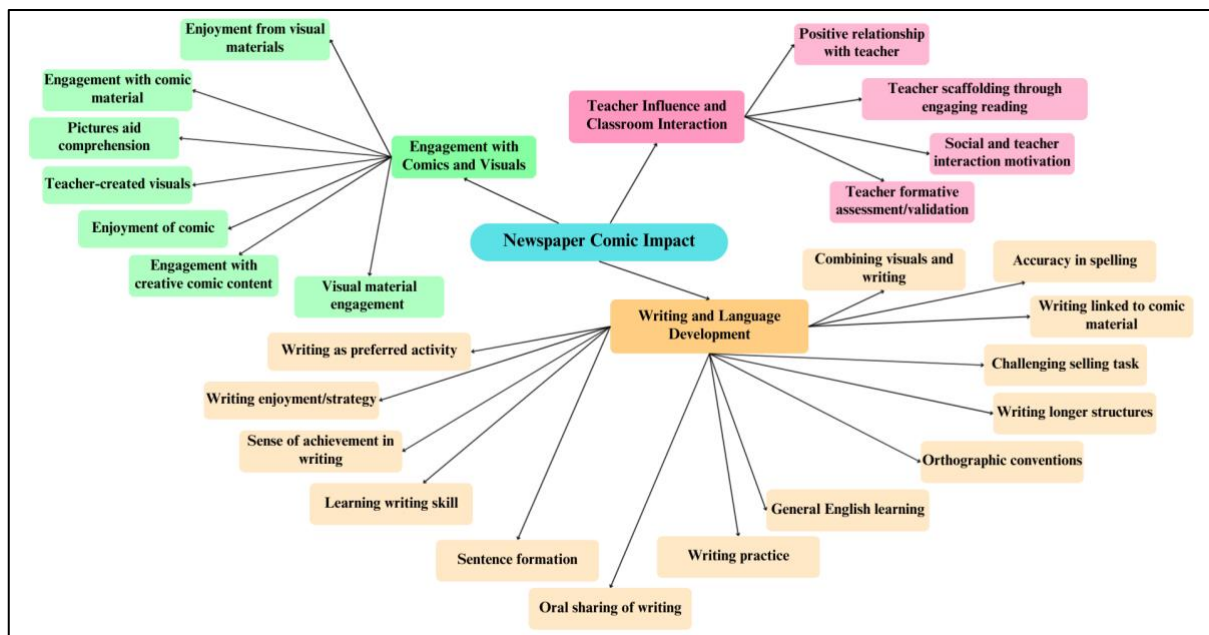 Enjoyment from visual
materials
Engagement with comic
material
Pictures aid
comprehension
Teacher-created visuals
Enjoyment of comic
Engagement with
creative comic content
Visual material
engagement
Engagement with
Comics and Visuals
Teacher Influence and
Classroom Interaction
Positive relationship
with teacher
Teacher scaffolding through
engaging reading
Social and teacher
interaction motivation
Teacher formative
assessment/validation
Newspaper Comic Impact
Writing and Language
Development
Combining visuals and
writing
Accuracy in spelling
Writing linked to comic
material
Challenging selling task
Writing longer structures
Orthographic conventions
General English learning
Writing practice
Oral sharing of writing
Sentence formation
Learning writing skill
Sense of achievement in
writing
Writing enjoyment/strategy
Writing as preferred activity